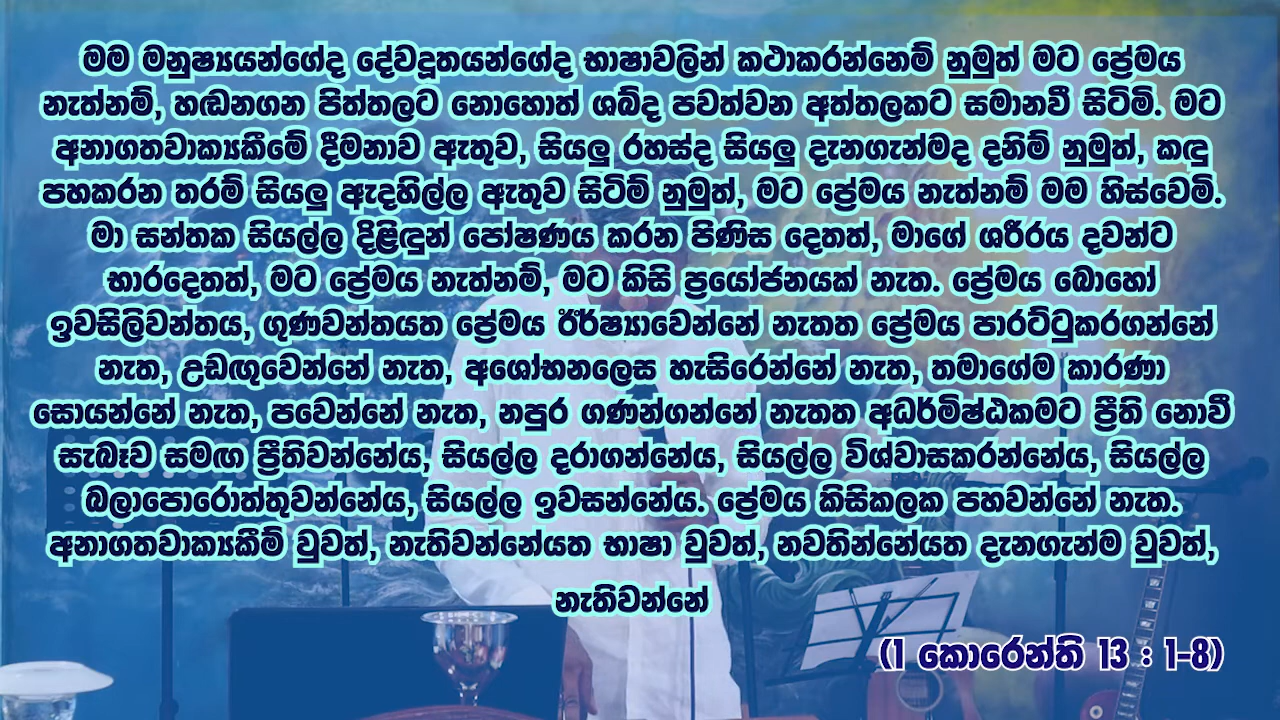 මම මනුෂ්‍යයන්ගේද දේවදූතයන්ගේද භාෂාවලින් කථාකරන්නෙම් නුමුත් මට ප්‍රේමය
නැත්නම්, හඬනගන පිත්තලට නොහොත් ශබ්ද පවත්වන අත්තලකට සමානවී සිටිමි. මට
අනාගතවාක්‍යකීමේ දීමනාව ඇතුව, සියලු රහස්ද සියලු දැනගැන්මද දනිම් නුමුත්, කඳු
පහකරන තරම් සියලු ඇදහිල්ල ඇතුව සිටිම් නුමුත්, මට ප්‍රේමය නැත්නම් මම හිස්වෙමි.
මා සන්තක සියල්ල දිළිඳුන් පෝෂණය කරන පිණිස දෙතත්, මාගේ ශරීරය දවන්ට
භාරදෙතත්, මට ප්‍රේමය නැත්නම්, මට කිසි ප්‍රයෝජනයක් නැත. ප්‍රේමය බොහෝ
ඉවසිලිවන්තය, ගුණවන්තයත ප්‍රේමය ඊර්ෂ්‍යාවෙන්නේ නැතත ප්‍රේමය පාරට්ටුකරගන්නේ
නැත, උඩඟුවෙන්නේ නැත, අශෝභනලෙස හැසිරෙන්නේ නැත, තමාගේම කාරණා
සොයන්නේ නැත, පවෙන්නේ නැත, නපුර ගණන්ගන්නේ නැතත අධර්මිෂ්ඨකමට ප්‍රීති නොවී
සැබෑව සමඟ ප්‍රීතිවන්නේය, සියල්ල දරාගන්නේය, සියල්ල විශ්වාසකරන්නේය, සියල්ල
බලාපොරොත්තුවන්නේය, සියල්ල ඉවසන්නේය. ප්‍රේමය කිසිකලක පහවන්නේ නැත.
අනාගතවාක්‍යකීම් වුවත්, නැතිවන්නේයත භාෂා වුවත්, නවතින්නේයත දැනගැන්ම වුවත්,
නැතිවන්නේ
(1 කොරෙන්ති 13 : 1-8)